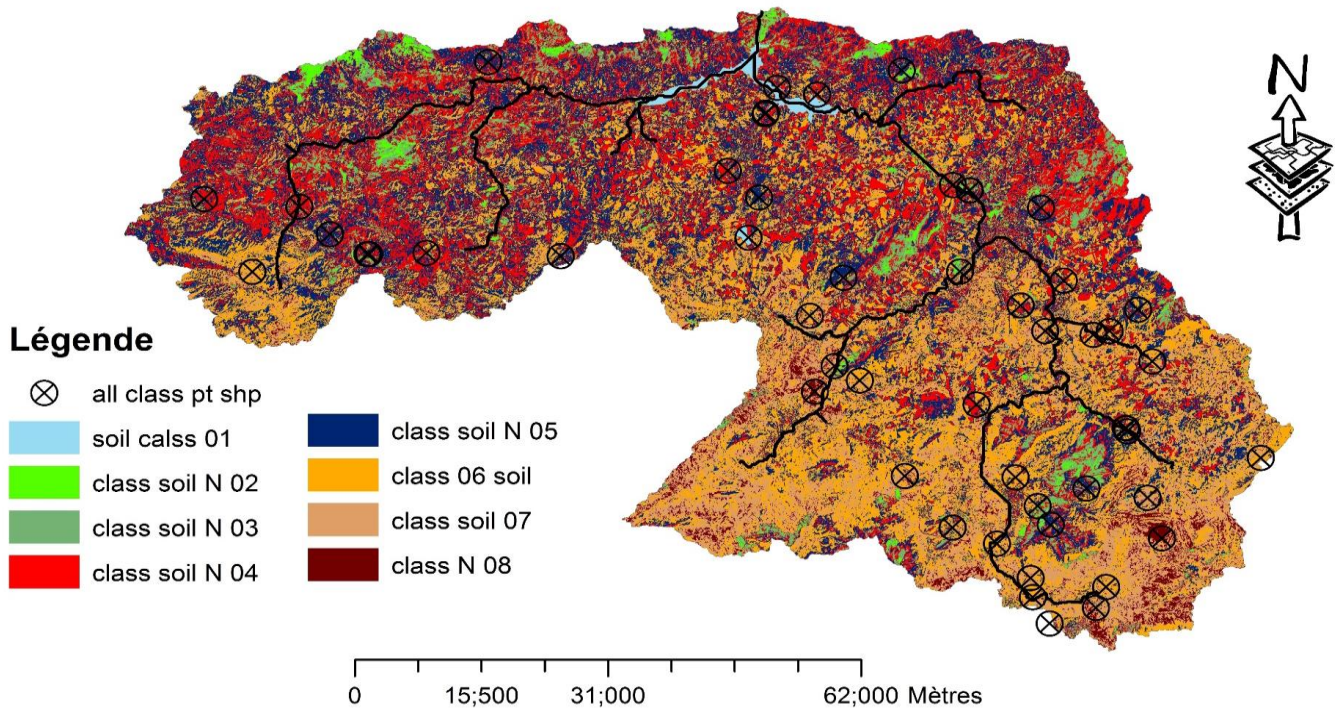 N
Légende
all class pt shp
soil calss 01
class soil N 02
class soil N 03
class soil N 04
class soil N 05
class 06 soil
class soil 07
class N 08
0 15;500 31;000 62;000 Mètres